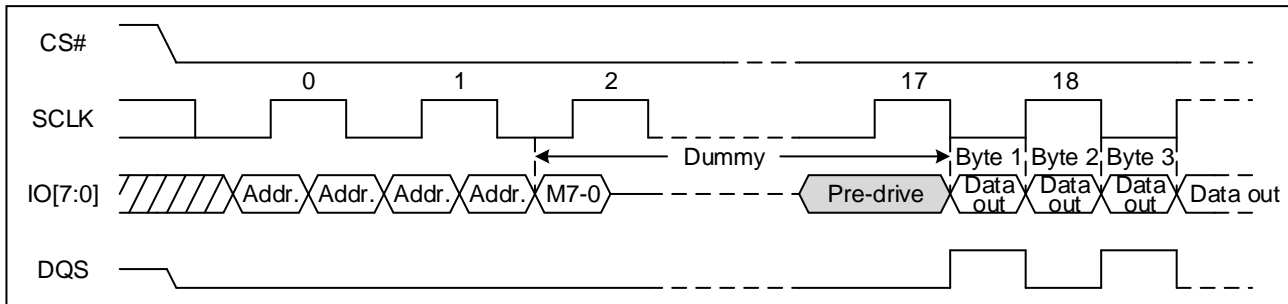 CS#
0 1 2 17 18
SCLK
Dummy Byte 1 Byte 2 Byte 3
IO[7:0] Addr. Addr. Addr. Addr. M7-0 Pre-drive Data out Data out Data out Data out
DQS